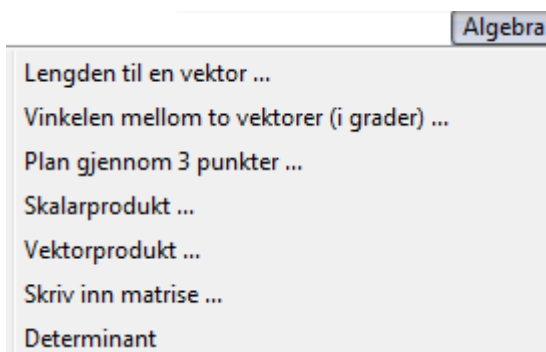 Algebra
Lengden til en vektor ...
Vinkelen mellom to vektorer (i grader) ...
Plan gjennom 3 punkter ...
Skalarprodukt ...
Vektorprodukt ...
Skriv inn matrise ...
Determinant